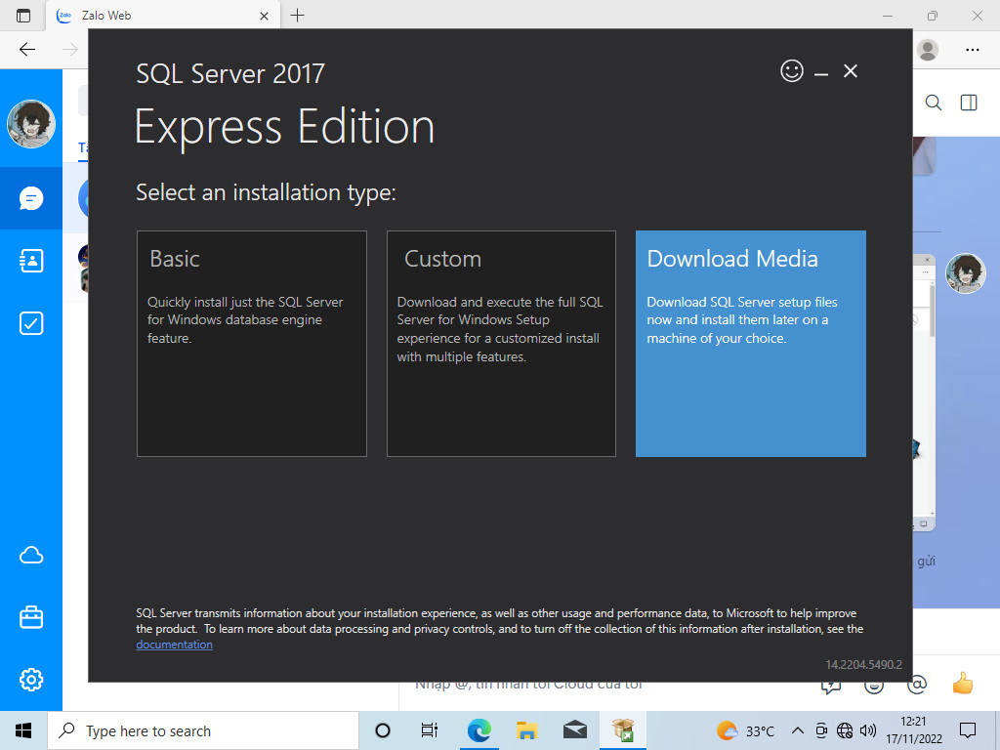 Zalo Web
SQL Server 2017
Express Edition
Select an installation type:
Basic
Quickly install just the SQL Server
for Windows database engine
feature.
Custom
Download and execute the full SQL
Server for Windows Setup
experience for a customized install
with multiple features.
Download Media
Download SQL Server setup files
now and install them later on a
machine of your choice.
gửi
SQL Server transmits information about your installation experience, as well as other usage and performance data, to Microsoft to help improve
the product. To learn more about data processing and privacy controls, and to turn off the collection of this information after installation, see the
documentation
14.2204.5490.2
Nhập @, tin nhắn tới Cloud của tôi
Type here to search
33°C
12:21
17/11/2022